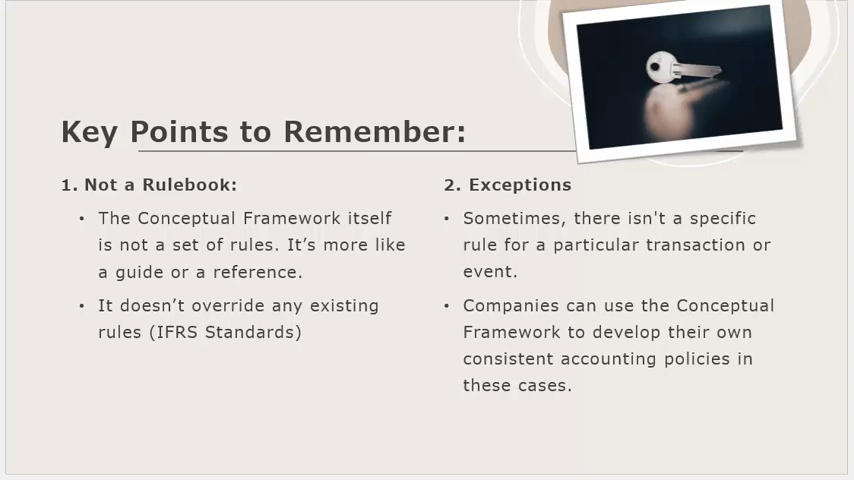 Key Points to Remember:
1. Not a Rulebook:
• The Conceptual Framework itself
is not a set of rules. It’s more like
a guide or a reference.
• It doesn’t override any existing
rules (IFRS Standards)
2. Exceptions
• Sometimes, there isn't a specific
rule for a particular transaction or
event.
• Companies can use the Conceptual
Framework to develop their own
consistent accounting policies in
these cases.